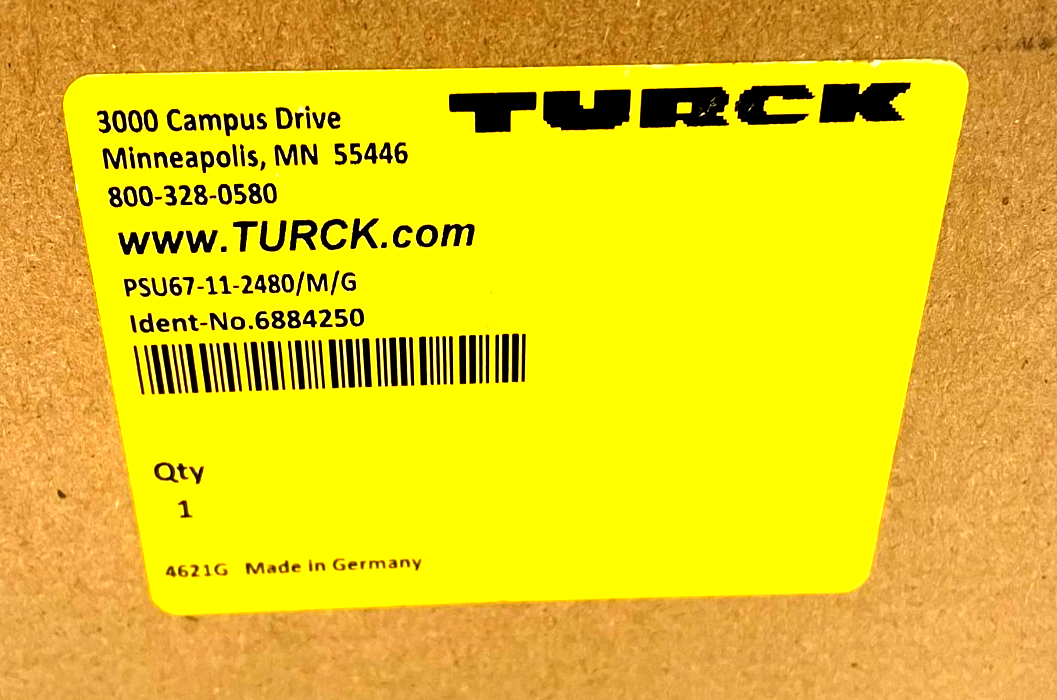 TURCK
3000 Campus Drive
Minneapolis, MN 55446
800-328-0580
www.TURCK.com
PSU67-11-2480/M/G
Ident-No.6884250
Qty
1
4621G Made in Germany